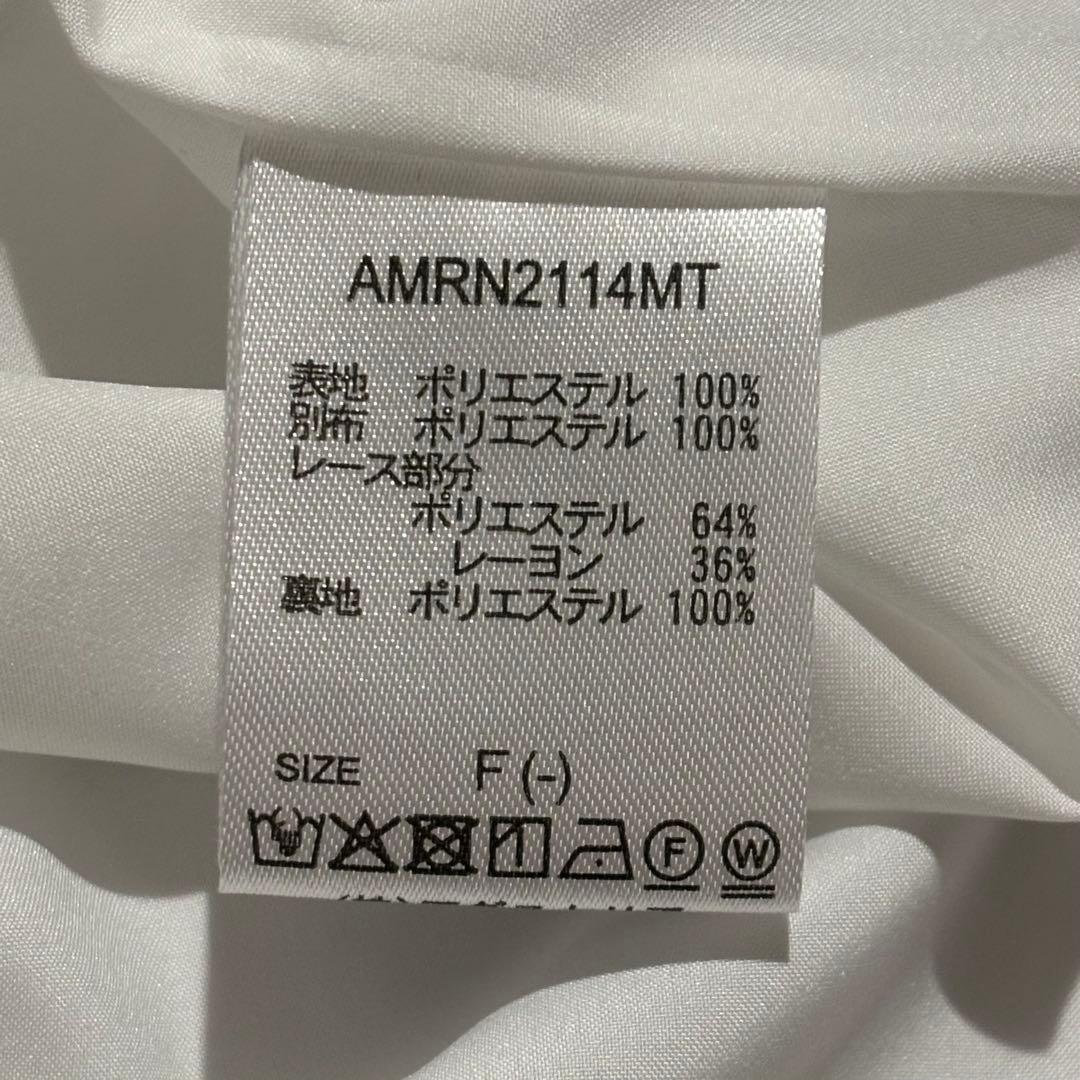 AMRN2114MT
表地 ポリエステル 100%
別布 ポリエステル 100%
レース部分
ポリエステル 64%
レーヨン 36%
裏地 ポリエステル 100%
SIZE F (-)
F W